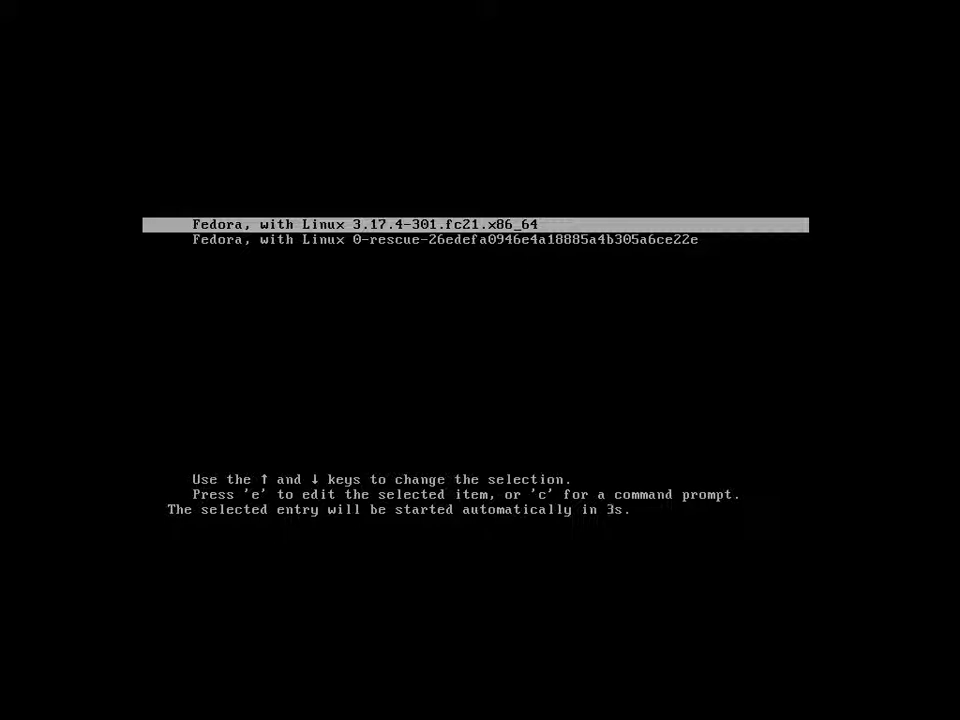 Fedora, with Linux 3.17.4-301.fc21.x86_64
Fedora, with Linux 0-rescue-26edefa0946e4a18885a4b305a6ce22e
Use the ↑ and ↓ keys to change the selection.
Press 'e' to edit the selected item, or 'c' for a command prompt.
The selected entry will be started automatically in 3s.